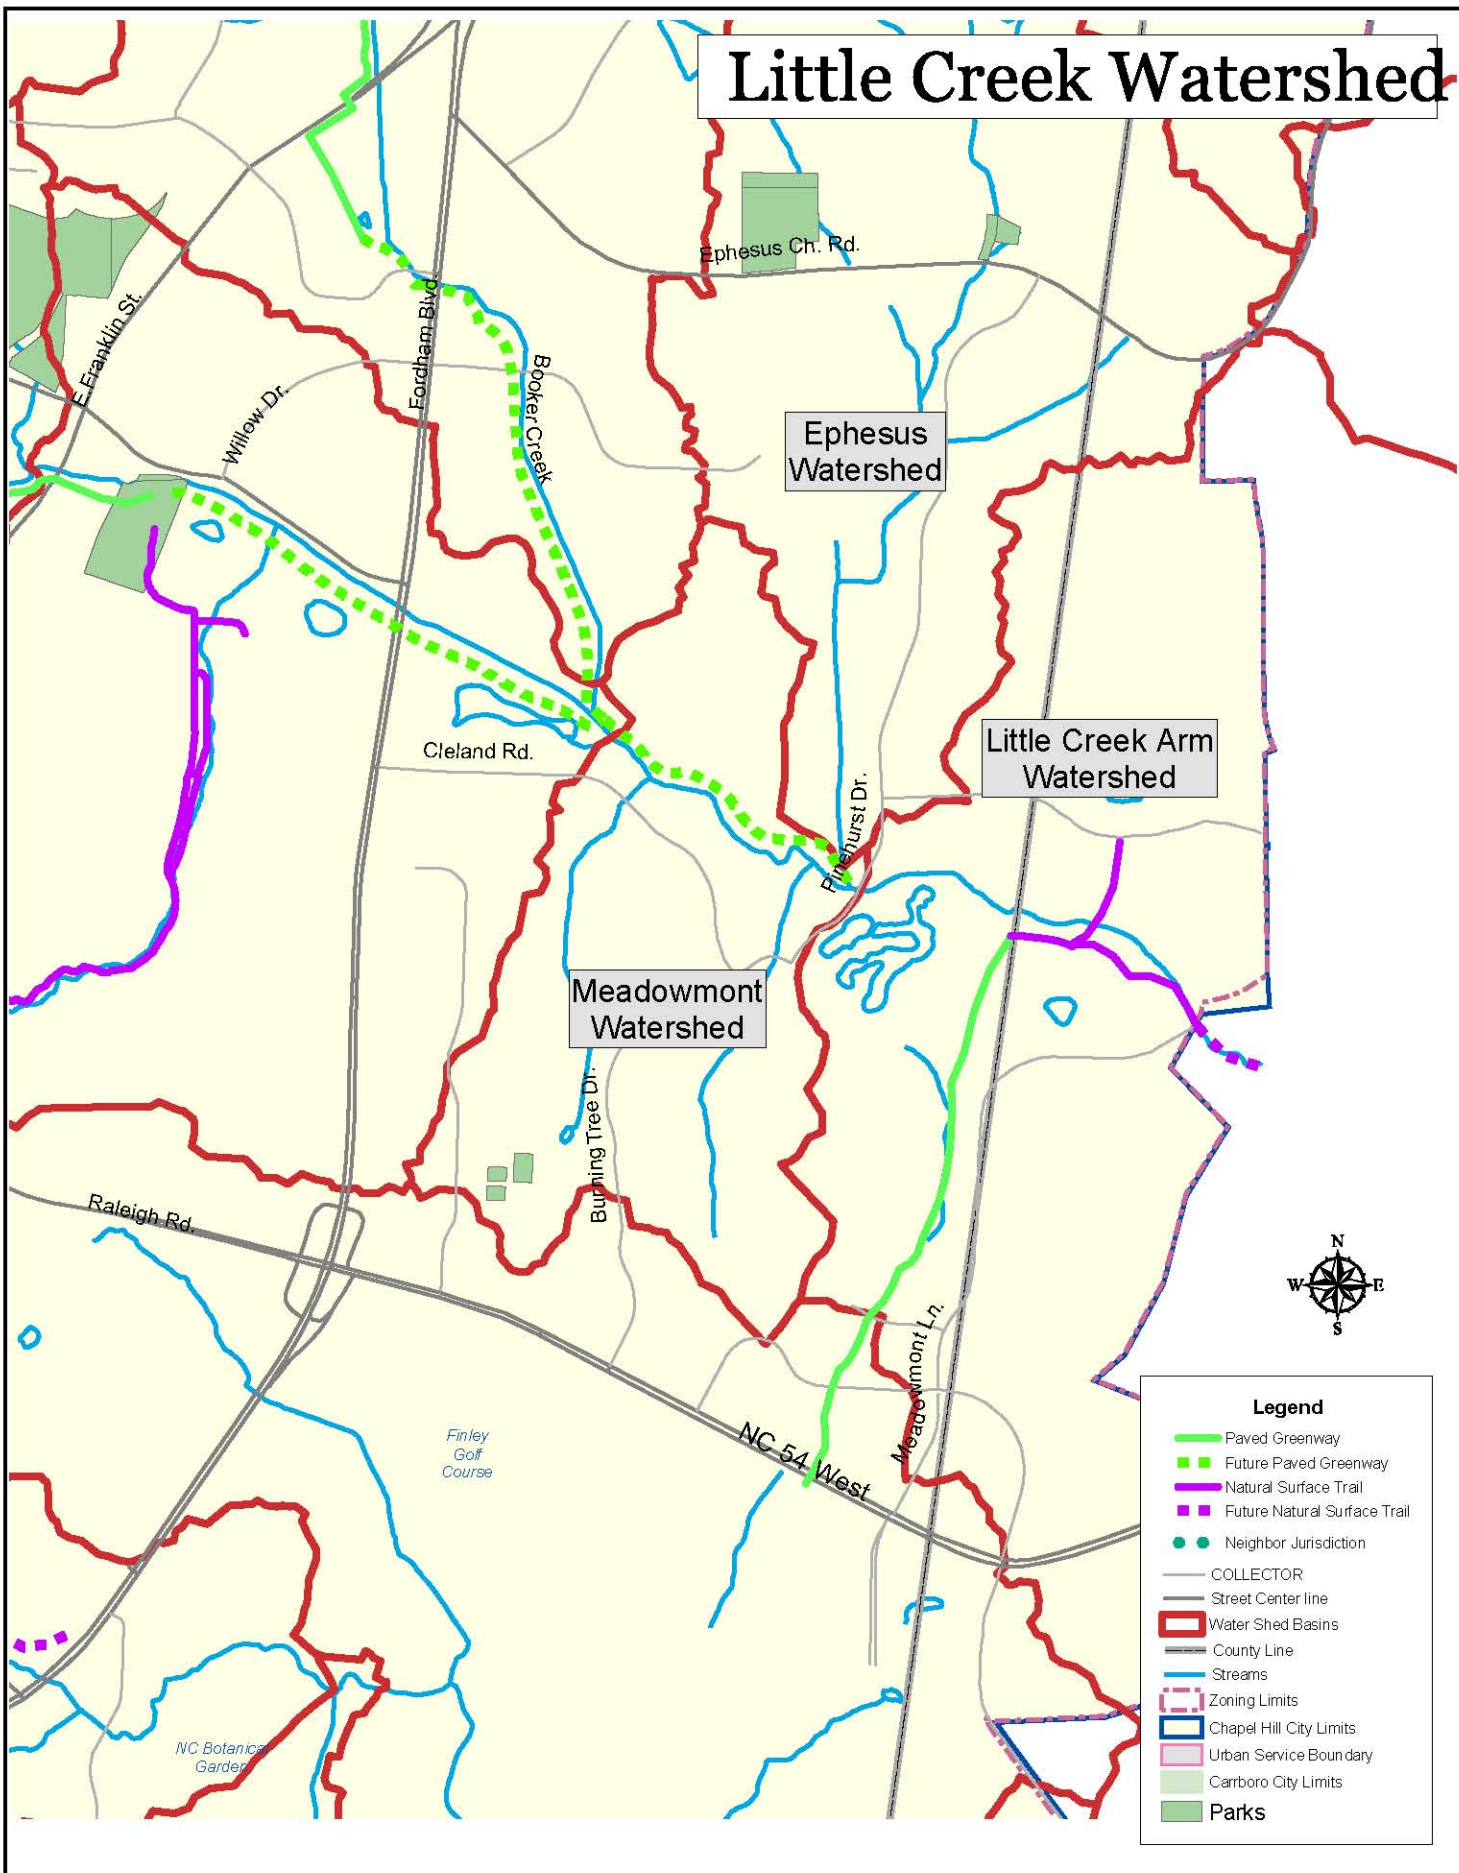 Little Creek Watershed
Ephesus Ch. Rd.
E.Franklin St.
Fordham Blvd.
Willow Dr.
Booker Creek
Ephesus
Watershed
Cleland Rd.
Pinehurst Dr.
Little Creek Arm
Watershed
Meadowmont
Watershed
Burning Tree Dr.
Raleigh Rd.
N
W
E
S
Meadowmont Ln.
NC 54 West
Finley
Golf
Course
NC Botanical
Garden
Legend
Paved Greenway
Future Paved Greenway
Natural Surface Trail
Future Natural Surface Trail
Neighbor Jurisdiction
COLLECTOR
Street Center line
Water Shed Basins
County Line
Streams
Zoning Limits
Chapel Hill City Limits
Urban Service Boundary
Carrboro City Limits
Parks